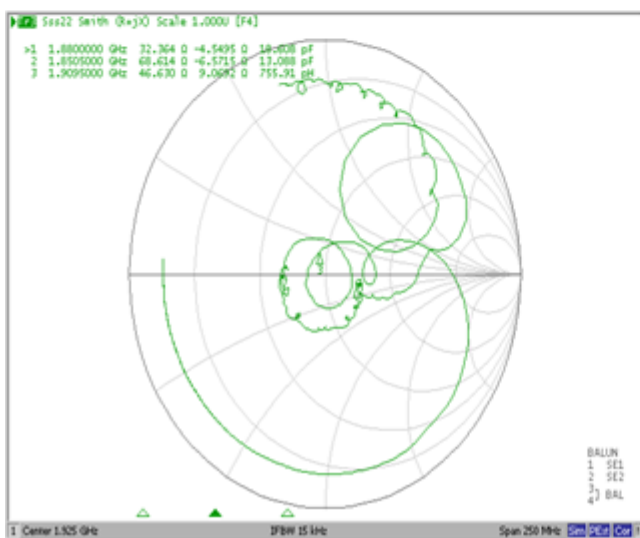 Sss22 Smith (R+jX) Scale 1.000U [F4]
>1 1.8800000 GHz 32.364 Ω -4.5495 Ω 18.608 pF
2 1.8505000 GHz 68.614 Ω -6.5715 Ω 13.088 pF
3 1.9095000 GHz 46.630 Ω 9.0692 Ω 755.91 pH
BALUN
1 SE1
2 SE2
3
4 BAL
1 Center 1.925 GHz IFBW 15 kHz Span 250 MHz Sim PExt Cor